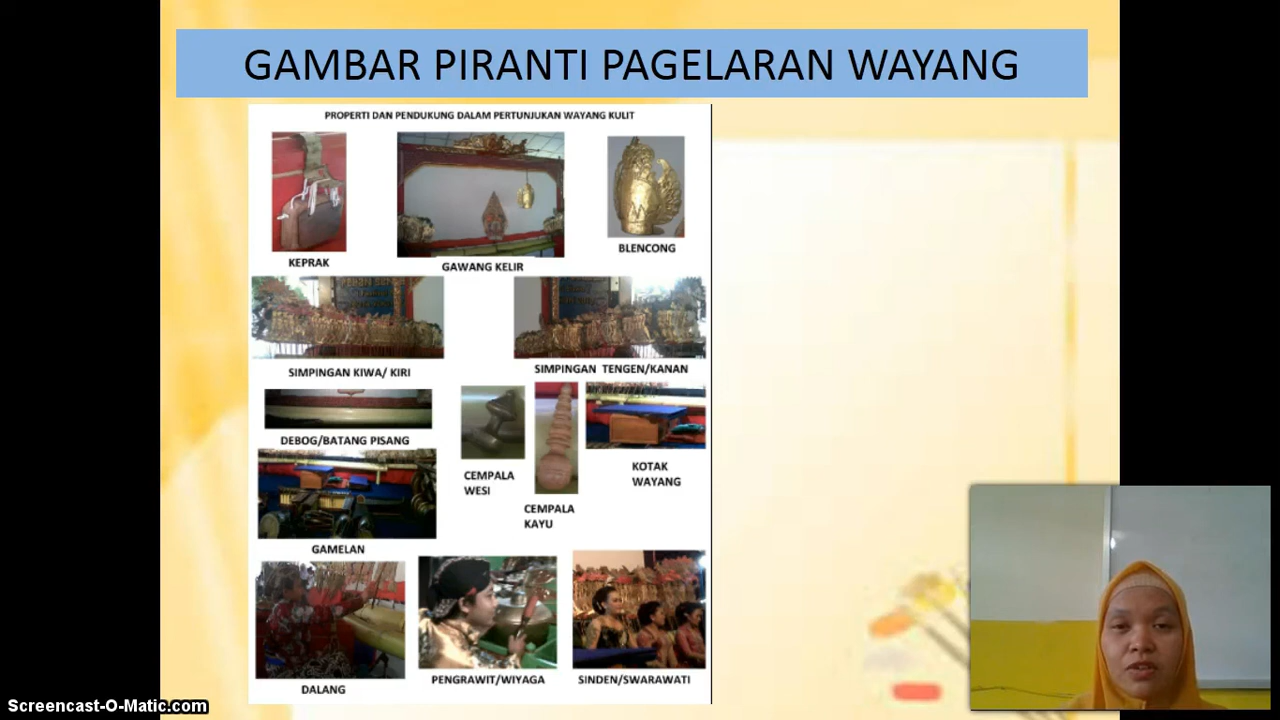 GAMBAR PIRANTI PAGELARAN WAYANG
PROPERTI DAN PENDUKUNG DALAM PERTUNJUKAN WAYANG KULIT
KEPRAK
GAWANG KELIR
BLENCONG
SIMPINGAN KIWA/ KIRI
SIMPINGAN TENGEN/KANAN
DEBOG/BATANG PISANG
CEMPALA
WESI
CEMPALA
KAYU
KOTAK
WAYANG
GAMELAN
DALANG
PENGRAWIT/WIYAGA
SINDEN/SWARAWATI
Screencast-O-Matic.com